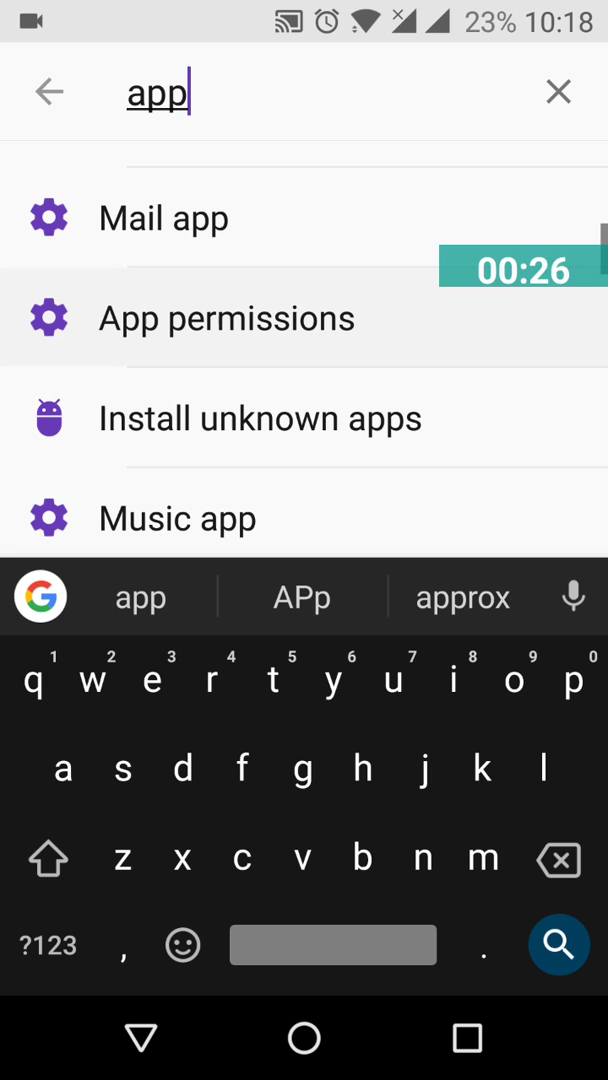 23% 10:18
app
Mail app
00:26
App permissions
Install unknown apps
Music app
app APp approx
1 2 3 4 5 6 7 8 9 0
q w e r t y u i o p
a s d f g h j k l
z x c v b n m
?123 , .